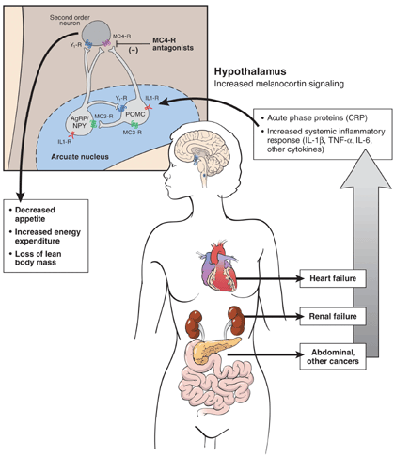 Second order
neuron
Y1-R
MC4-R
MC4-R
antagonists
(-)
Hypothalamus
Increased melanocortin signaling
Y1-R
IL1-R
AgRP/
NPY
MC3-R
POMC
MC3-R
IL1-R
Arcuate nucleus
• Acute phase proteins (CRP)
• Increased systemic inflammatory
response (IL-1β, TNF-α, IL-6,
other cytokines)
• Decreased
appetite
• Increased energy
expenditure
• Loss of lean
body mass
Heart failure
Renal failure
Abdominal,
other cancers